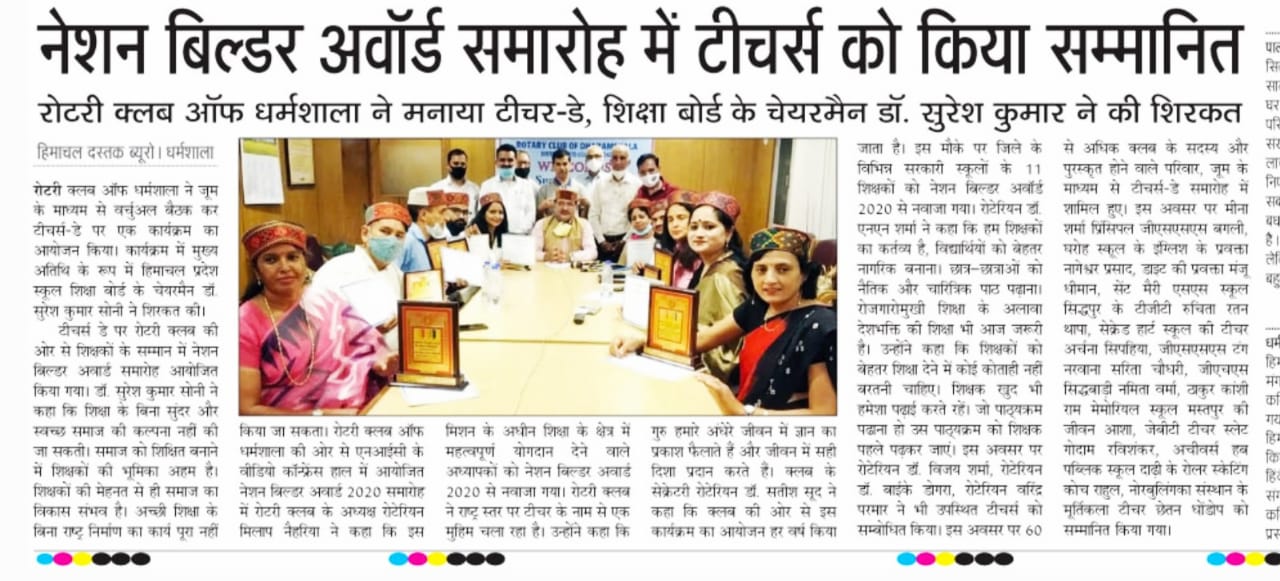 नेशन बिल्डर अवॉर्ड समारोह में टीचर्स को किया सम्मानित
रोटरी क्लब ऑफ धर्मशाला ने मनाया टीचर-डे, शिक्षा बोर्ड के चेयरमैन डॉ. सुरेश कुमार ने की शिरकत
हिमाचल दस्तक ब्यूरो। धर्मशाला
रोटरी क्लब ऑफ धर्मशाला ने जूम
के माध्यम से वर्चुअल बैठक कर
टीचर्स-डे पर एक कार्यक्रम का
आयोजन किया। कार्यक्रम में मुख्य
अतिथि के रूप में हिमाचल प्रदेश
स्कूल शिक्षा बोर्ड के चेयरमैन डॉ.
सुरेश कुमार सोनी ने शिरकत की।
टीचर्स डे पर रोटरी क्लब की
ओर से शिक्षकों के सम्मान में नेशन
बिल्डर अवार्ड समारोह आयोजित
किया गया। डॉ. सुरेश कुमार सोनी ने
कहा कि शिक्षा के बिना सुंदर और
स्वच्छ समाज की कल्पना नहीं की
जा सकती। समाज को शिक्षित बनाने
में शिक्षकों की भूमिका अहम है।
शिक्षकों की मेहनत से ही समाज का
विकास संभव है। अच्छी शिक्षा के
बिना राष्ट्र निर्माण का कार्य पूरा नहीं
ROTARY CLUB OF DHARAMSHALA
किया जा सकता। रोटरी क्लब ऑफ
धर्मशाला की ओर से एनआईसी के
वीडियो कॉन्फ्रेंस हाल में आयोजित
नेशन बिल्डर अवार्ड 2020 समारोह
में रोटरी क्लब के अध्यक्ष रोटेरियन
मिलाप नैहरिया ने कहा कि इस
मिशन के अधीन शिक्षा के क्षेत्र में
महत्वपूर्ण योगदान देने वाले
अध्यापकों को नेशन बिल्डर अवार्ड
2020 से नवाजा गया। रोटरी क्लब
ने राष्ट्र स्तर पर टीचर के नाम से एक
मुहिम चला रहा है। उन्होंने कहा कि
गुरु हमारे अंधेरे जीवन में ज्ञान का
प्रकाश फैलाते हैं और जीवन में सही
दिशा प्रदान करते हैं। क्लब के
सेक्रेटरी रोटेरियन डॉ. सतीश सूद ने
कहा कि क्लब की ओर से इस
कार्यक्रम का आयोजन हर वर्ष किया
जाता है। इस मौके पर जिले के
विभिन्न सरकारी स्कूलों के 11
शिक्षकों को नेशन बिल्डर अवॉर्ड
2020 से नवाजा गया। रोटेरियन डॉ.
एनएन शर्मा ने कहा कि हम शिक्षकों
का कर्तव्य है, विद्यार्थियों को बेहतर
नागरिक बनाना। छात्र-छात्राओं को
नैतिक और चारित्रिक पाठ पढ़ाना।
रोजगारोमुखी शिक्षा के अलावा
देशभक्ति की शिक्षा भी आज जरूरी
है। उन्होंने कहा कि शिक्षकों को
बेहतर शिक्षा देने में कोई कोताही नहीं
बरतनी चाहिए। शिक्षक खुद भी
हमेशा पढ़ाई करते रहें। जो पाठ्यक्रम
पढाना हो उस पाठ्यक्रम को शिक्षक
पहले पढ़कर जाएं। इस अवसर पर
रोटेरियन डॉ. विजय शर्मा, रोटेरियन
डॉ. बाईके डोगरा, रोटेरियन वरिंद्र
परमार ने भी उपस्थित टीचर्स को
सम्बोधित किया। इस अवसर पर 60
से अधिक क्लब के सदस्य और
पुरस्कृत होने वाले परिवार, जूम के
माध्यम से टीचर्स-डे समारोह में
शामिल हुए। इस अवसर पर मीना
शर्मा प्रिंसिपल जीएसएसएस बगली,
घरोह स्कूल के इंग्लिश के प्रवक्ता
नागेश्वर प्रसाद, डाइट की प्रवक्ता मंजू
धीमान, सेंट मैरी एसएस स्कूल
सिद्धपुर के टीजीटी रुचिता रतन
थापा, सेक्रेड हार्ट स्कूल की टीचर
अर्चना सिपहिया, जीएसएसएस टंग
नरवाना सरिता चौधरी, जीएचएस
सिद्धबाड़ी नमिता वर्मा, ठाकुर कांशी
राम मेमोरियल स्कूल मस्तपुर की
जीवन आशा, जेबीटी टीचर स्लेट
गोदाम रविशंकर, अचीवर्स हब
पब्लिक स्कूल दाढ़ी के रोलर स्केटिंग
कोच राहुल, नोरबुलिंगका संस्थान के
मूर्तिकला टीचर छेतन धोंडोप को
सम्मानित किया गया।